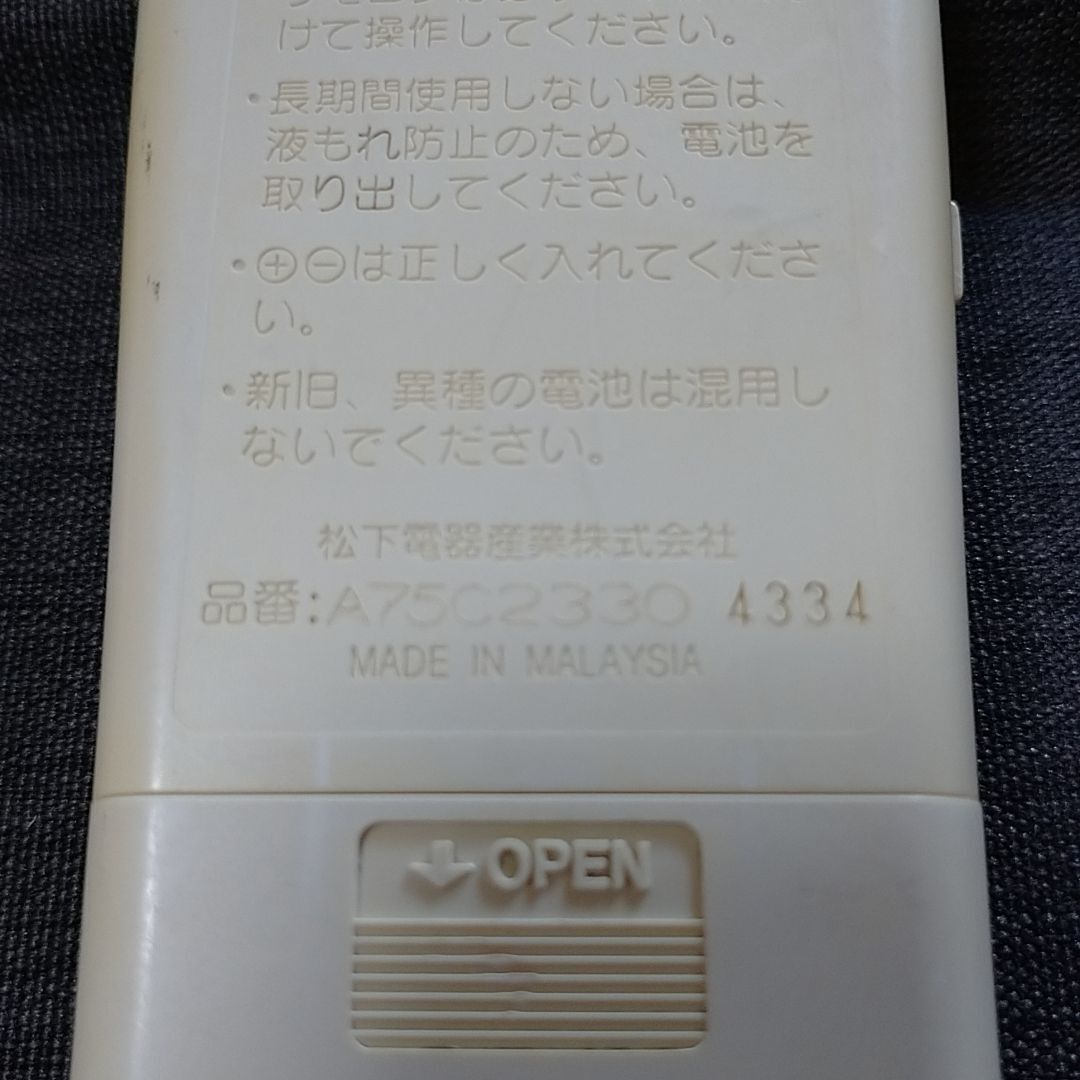 けて操作してください。
・長期間使用しない場合は、
液もれ防止のため、電池を
取り出してください。
・⊕⊖は正しく入れてくださ
い。
・新旧、異種の電池は混用し
ないでください。
松下電器産業株式会社
品番:A75C2330 4334
MADE IN MALAYSIA
↓OPEN